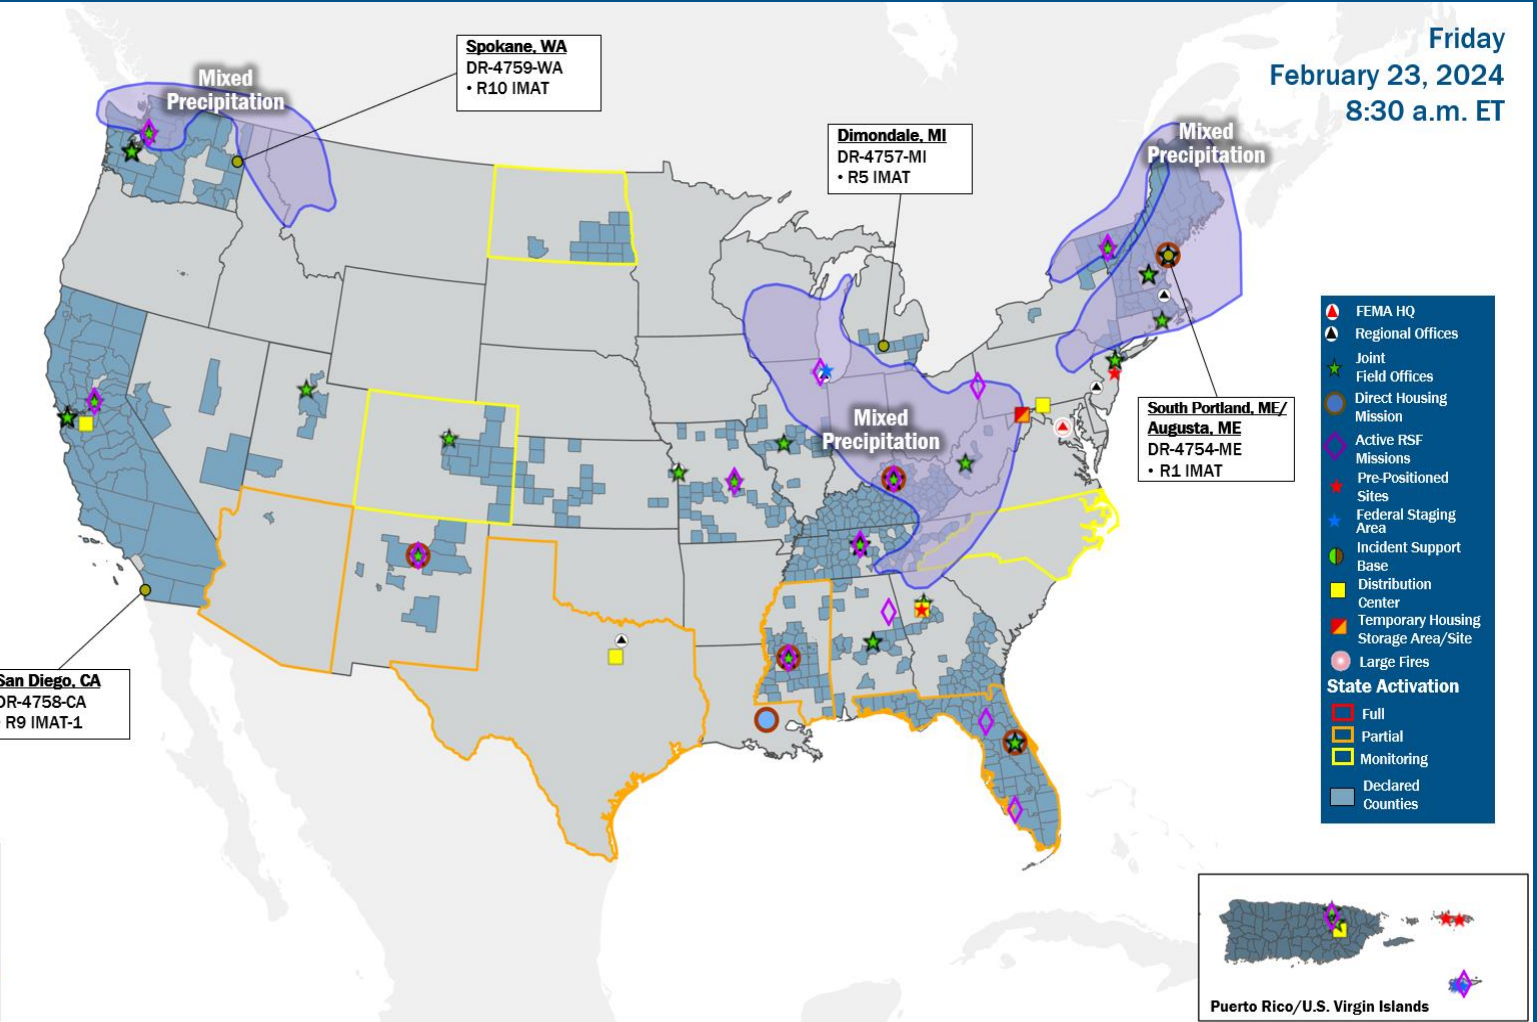 Friday
February 23, 2024
8:30 a.m. ET
Spokane, WA
DR-4759-WA
• R10 IMAT
Mixed
Precipitation
Dimondale, MI
DR-4757-MI
• R5 IMAT
Mixed
Precipitation
Mixed
Precipitation
South Portland, ME/
Augusta, ME
DR-4754-ME
• R1 IMAT
San Diego, CA
DR-4758-CA
R9 IMAT-1
FEMA HQ
Regional Offices
Joint
Field Offices
Direct Housing
Mission
Active RSF
Missions
Pre-Positioned
Sites
Federal Staging
Area
Incident Support
Base
Distribution
Center
Temporary Housing
Storage Area/Site
Large Fires
State Activation
Full
Partial
Monitoring
Declared
Counties
Puerto Rico/U.S. Virgin Islands